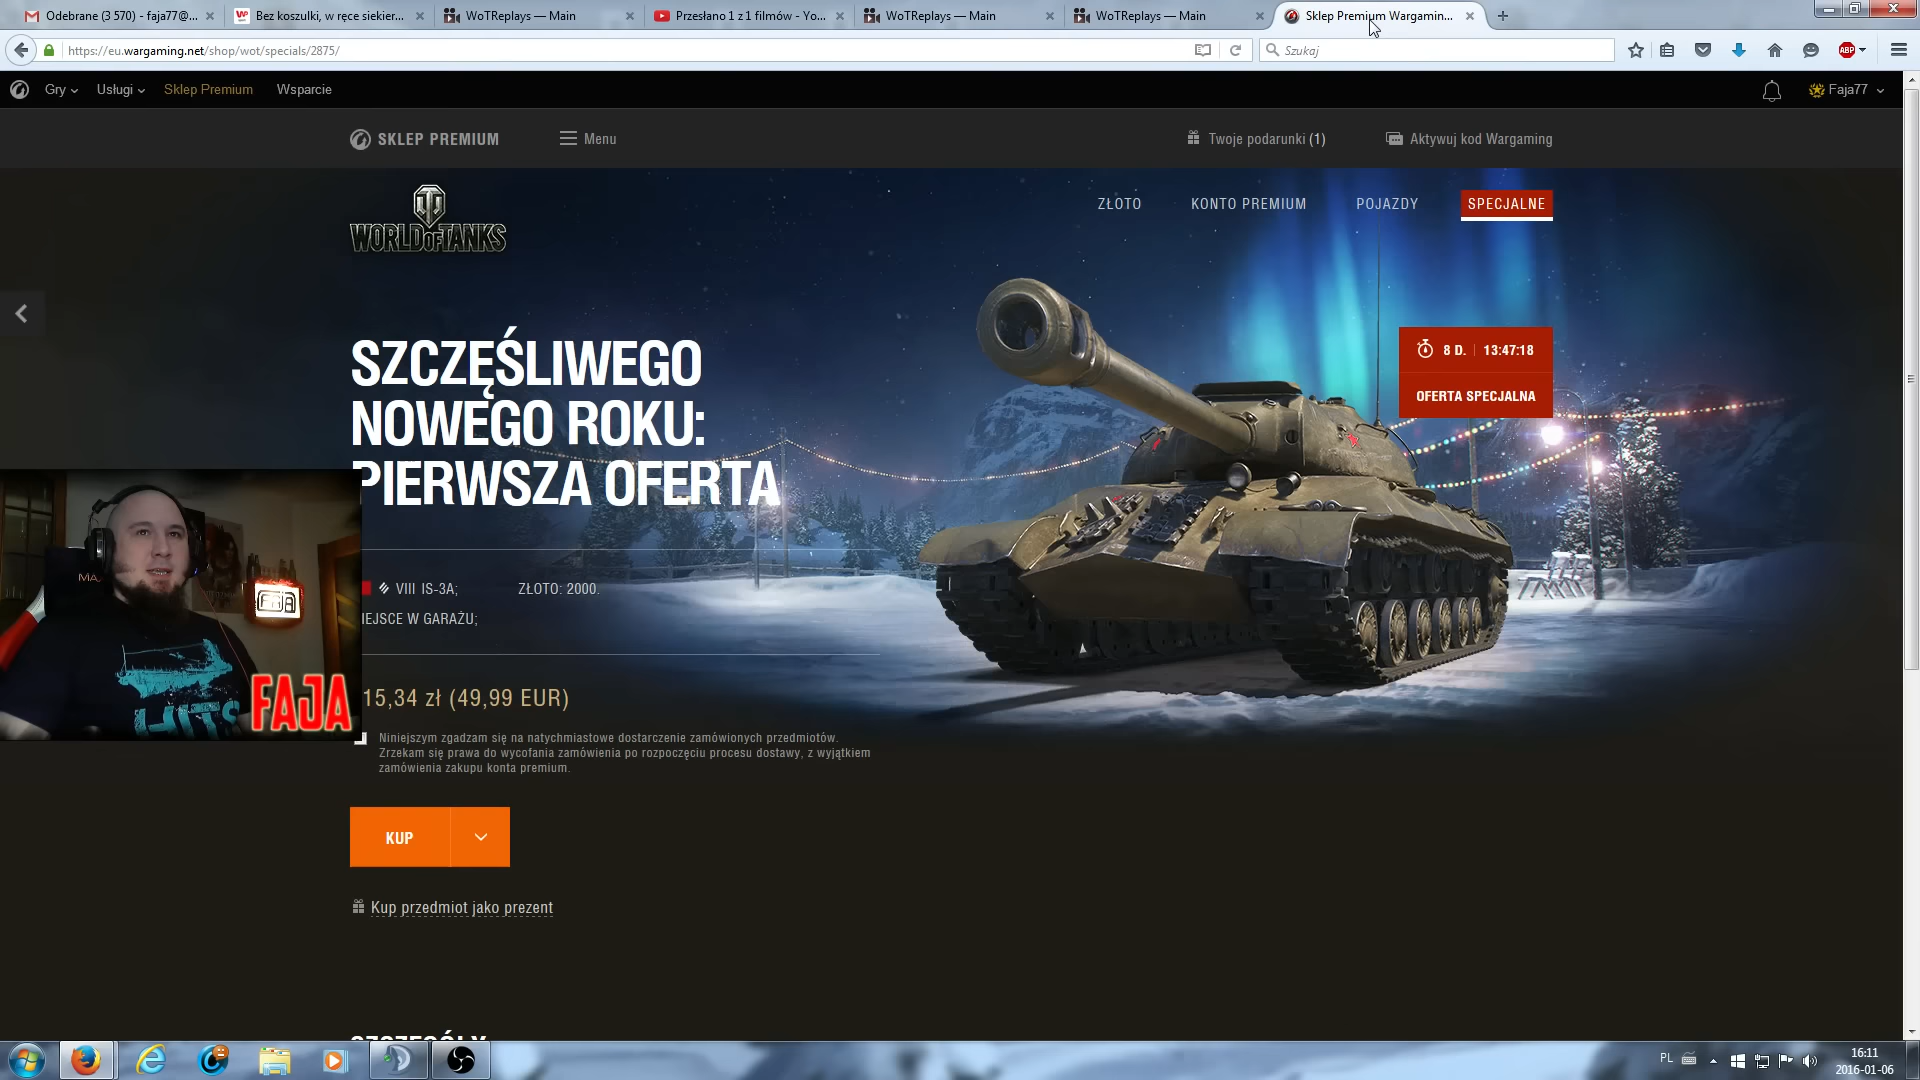 Odebrane (3 570) - faja77@...
Bez koszulki, w ręce siekier...
WoTReplays — Main
Przesłano 1 z 1 filmów - Yo...
WoTReplays — Main
WoTReplays — Main
Sklep Premium Wargamin...
https://eu.wargaming.net/shop/wot/specials/2875/
Szukaj
ABP
Gry
Usługi
Sklep Premium
Wsparcie
Faja77
SKLEP PREMIUM
Menu
Twoje podarunki (1)
Aktywuj kod Wargaming
WORLD OF TANKS
ZŁOTO
KONTO PREMIUM
POJAZDY
SPECJALNE
SZCZĘŚLIWEGO
NOWEGO ROKU:
PIERWSZA OFERTA
8 D. 13:47:18
OFERTA SPECJALNA
VIII IS-3A;
ZŁOTO: 2000.
IEJSCE W GARAŻU;
15,34 zł (49,99 EUR)
FAJA
FAJA
Niniejszym zgadzam się na natychmiastowe dostarczenie zamówionych przedmiotów.
Zrzekam się prawa do wycofania zamówienia po rozpoczęciu procesu dostawy, z wyjątkiem
zamówienia zakupu konta premium.
KUP
Kup przedmiot jako prezent
PL
16:11
2016-01-06